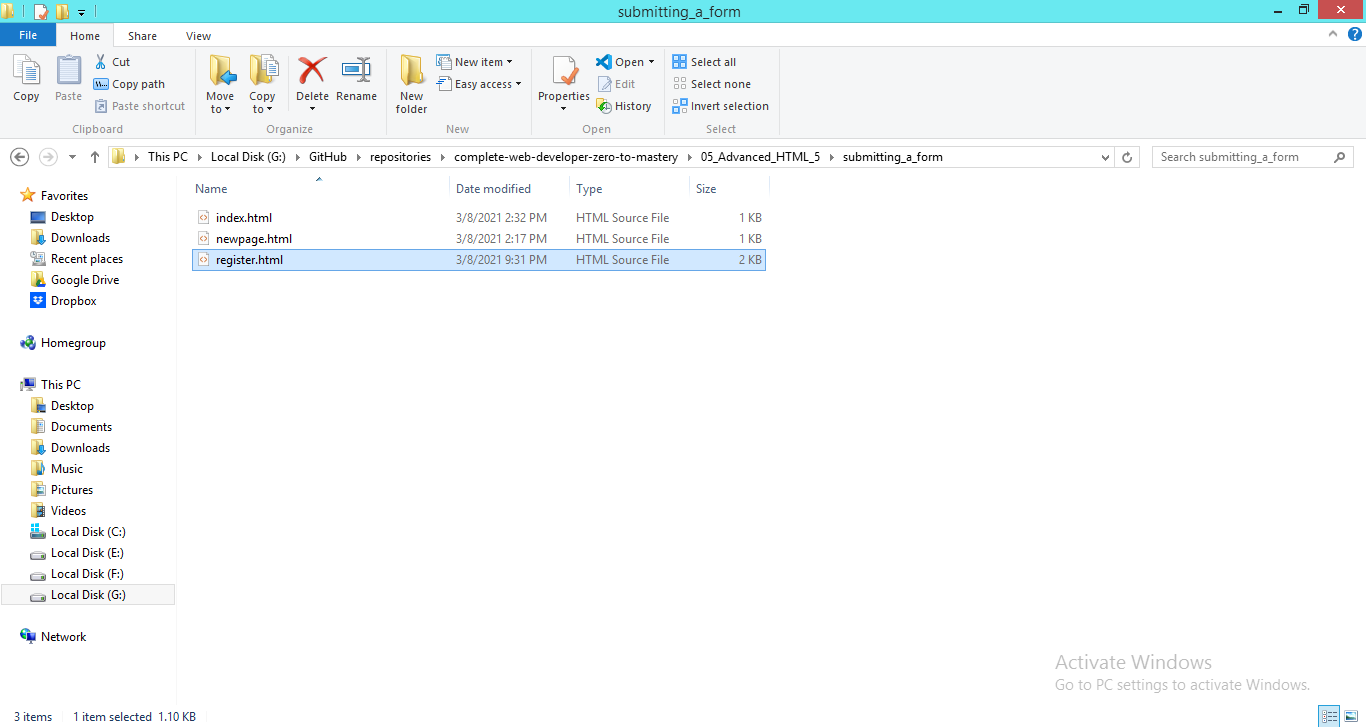 submitting_a_form
File Home Share View
Copy
Paste
Cut
Copy path
Paste shortcut
Clipboard
Move to
Copy to
Delete
Rename
Organize
New folder
New item
Easy access
New
Properties
Open
Edit
History
Open
Select all
Select none
Invert selection
Select
This PC Local Disk (G:) GitHub repositories complete-web-developer-zero-to-mastery 05_Advanced_HTML_5 submitting_a_form
Search submitting_a_form
Favorites
Desktop
Downloads
Recent places
Google Drive
Dropbox
Homegroup
This PC
Desktop
Documents
Downloads
Music
Pictures
Videos
Local Disk (C:)
Local Disk (E:)
Local Disk (F:)
Local Disk (G:)
Network
Name Date modified Type Size
index.html 3/8/2021 2:32 PM HTML Source File 1 KB
newpage.html 3/8/2021 2:17 PM HTML Source File 1 KB
register.html 3/8/2021 9:31 PM HTML Source File 2 KB
Activate Windows
Go to PC settings to activate Windows.
3 items 1 item selected 1.10 KB